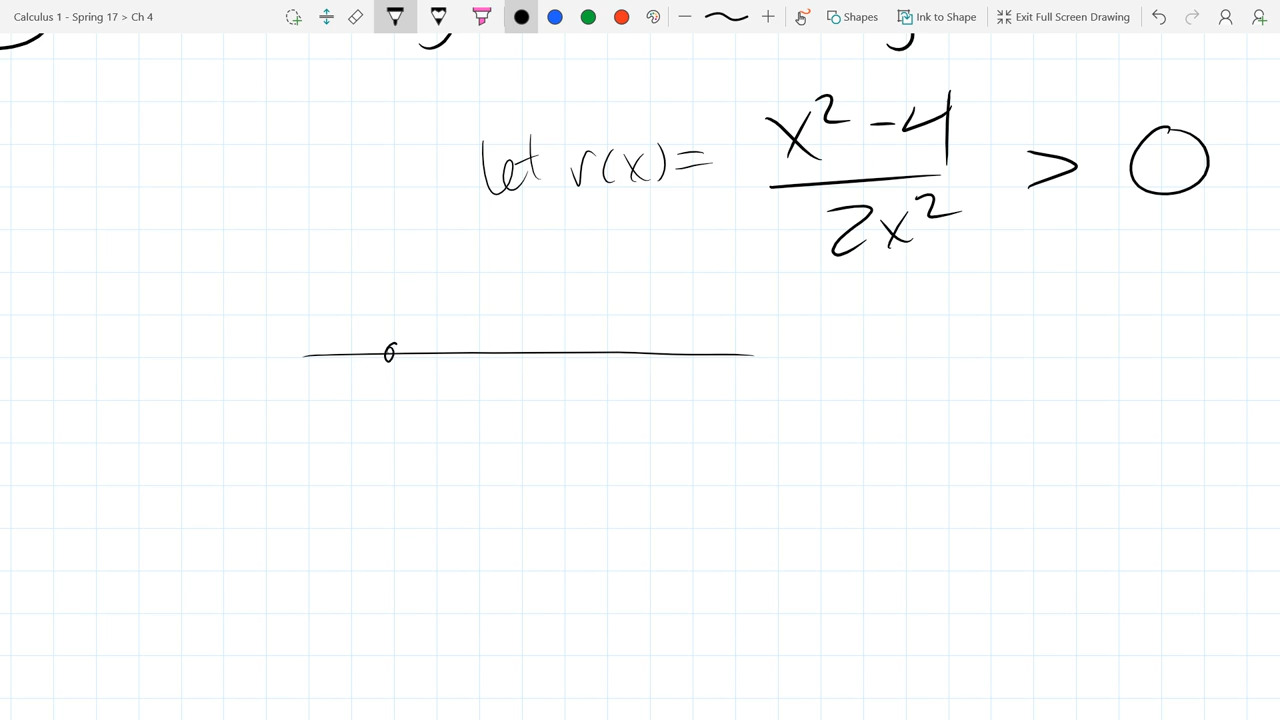 Calculus 1 - Spring 17 > Ch 4
Shapes
Ink to Shape
Exit Full Screen Drawing
let r(x) = x² - 4 / 2x² > 0